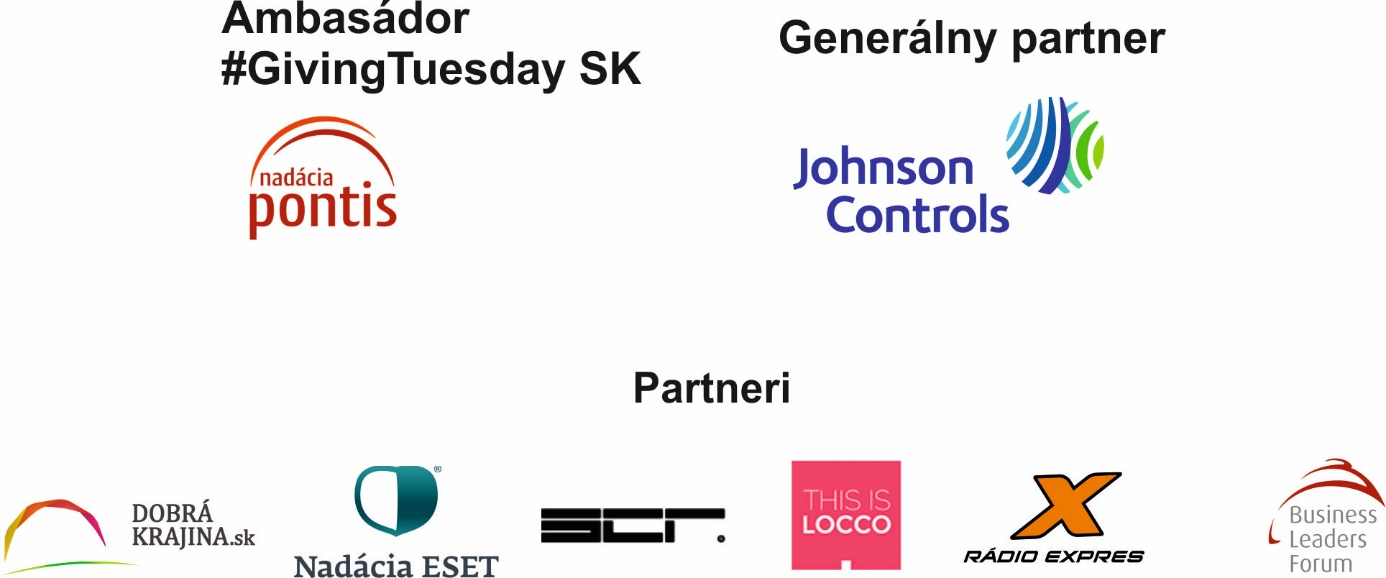 Ambasádor
#GivingTuesday SK
nadácia
pontis
Generálny partner
Johnson
Controls
Partneri
DOBRÁ
KRAJINA.sk
®
Nadácia ESET
SCR.
THIS IS
LOCCO
X
RÁDIO EXPRES
Business
Leaders
Forum